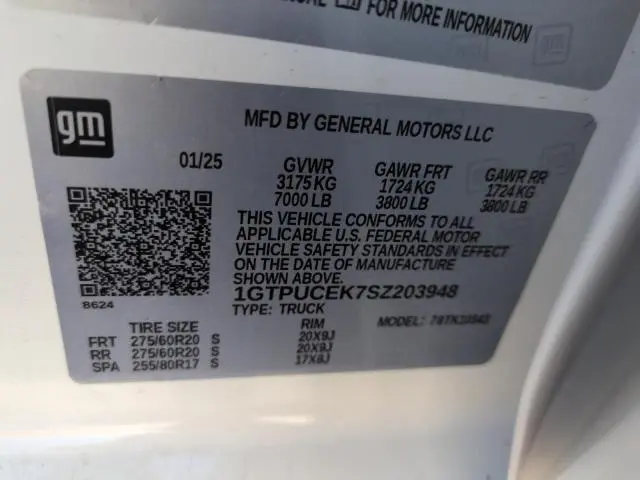 FOR MORE INFORMATION
gm
MFD BY GENERAL MOTORS LLC
01/25 GVWR GAWR FRT GAWR RR
3175 KG 1724 KG 1724 KG
7000 LB 3800 LB 3800 LB
THIS VEHICLE CONFORMS TO ALL
APPLICABLE U.S. FEDERAL MOTOR
VEHICLE SAFETY STANDARDS IN EFFECT
ON THE DATE OF MANUFACTURE
SHOWN ABOVE.
8624
1GTPUCEK7SZ203948
TYPE: TRUCK MODEL:
TIRE SIZE RIM
FRT 275/60R20 S 20X9J
RR 275/60R20 S 20X9J
SPA 255/80R17 S 17X8J